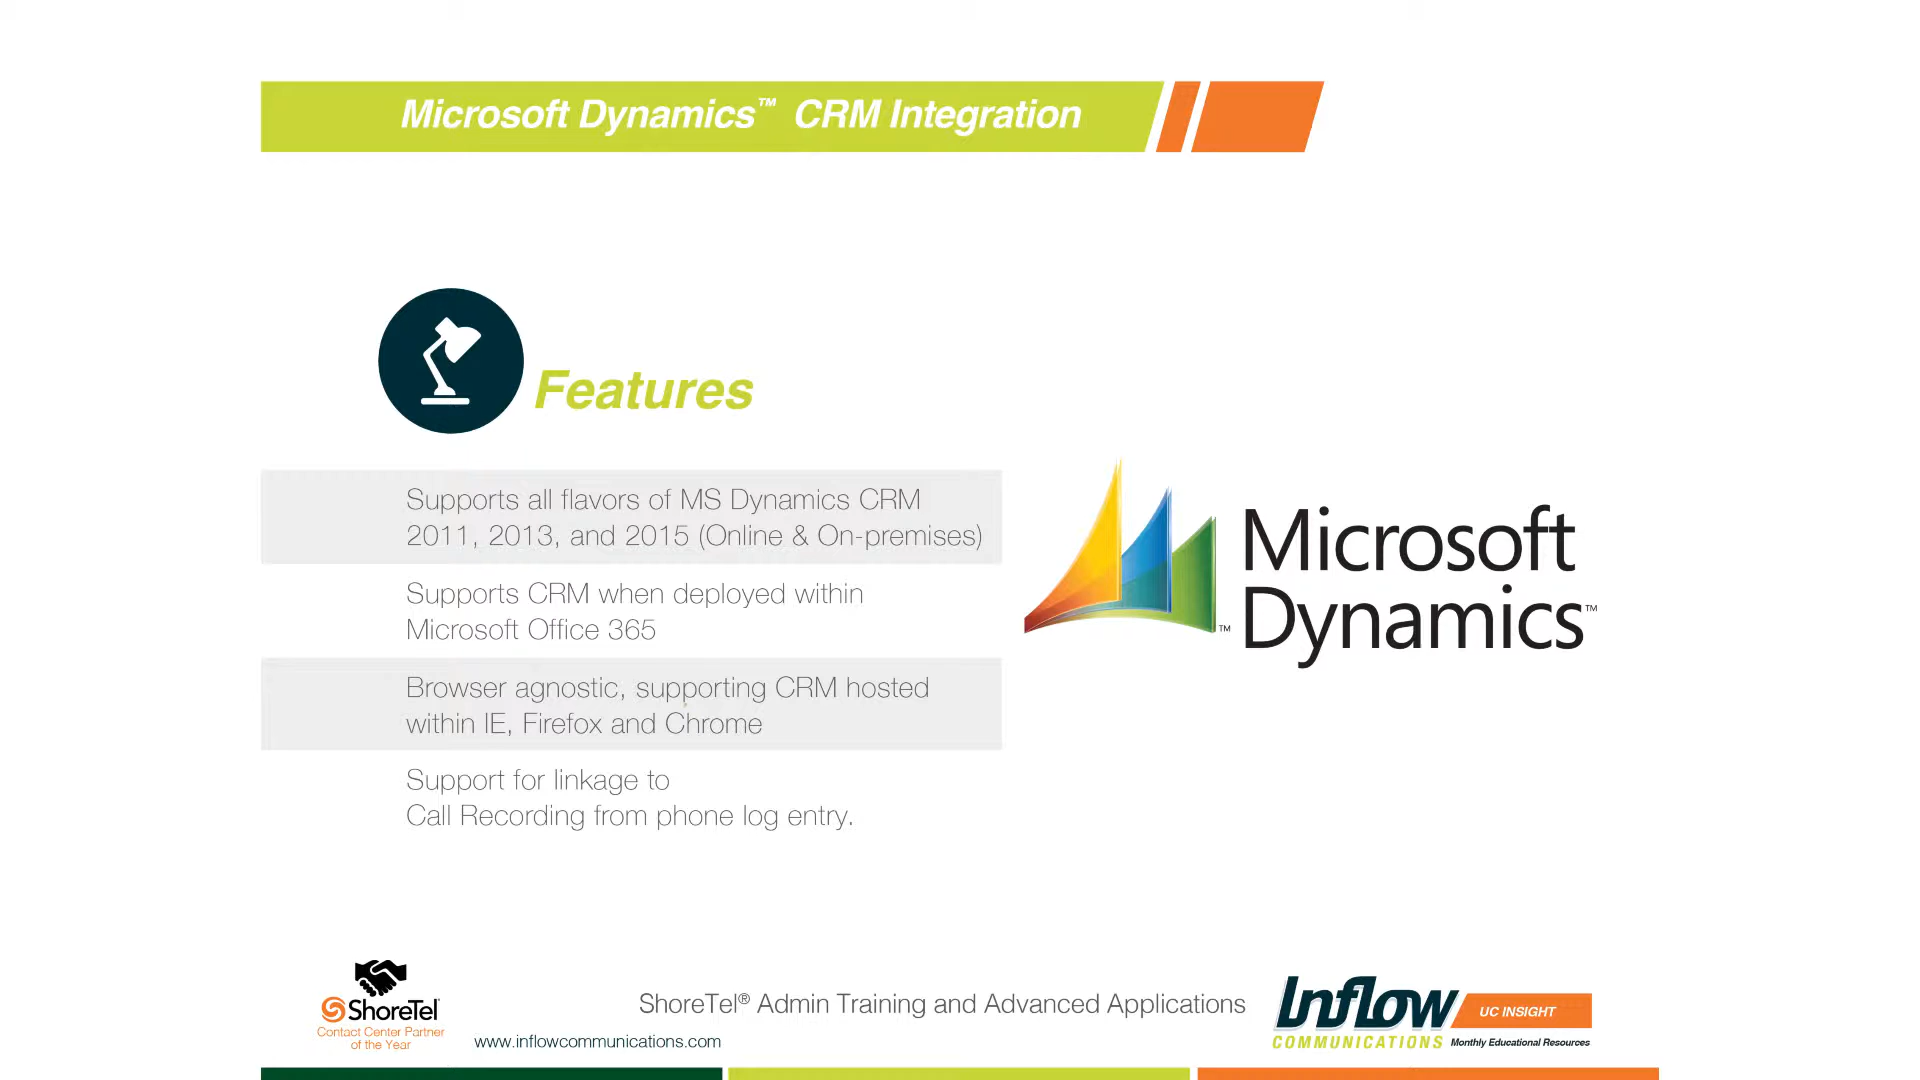 Microsoft Dynamics™ CRM Integration
Features
Supports all flavors of MS Dynamics CRM
2011, 2013, and 2015 (Online & On-premises)
Supports CRM when deployed within
Microsoft Office 365
Browser agnostic, supporting CRM hosted
within IE, Firefox and Chrome
Support for linkage to
Call Recording from phone log entry.
™
Microsoft
Dynamics™
ShoreTel
Contact Center Partner
of the Year
www.inflowcommunications.com
ShoreTel® Admin Training and Advanced Applications
Inflow
COMMUNICATIONS
UC INSIGHT
Monthly Educational Resources